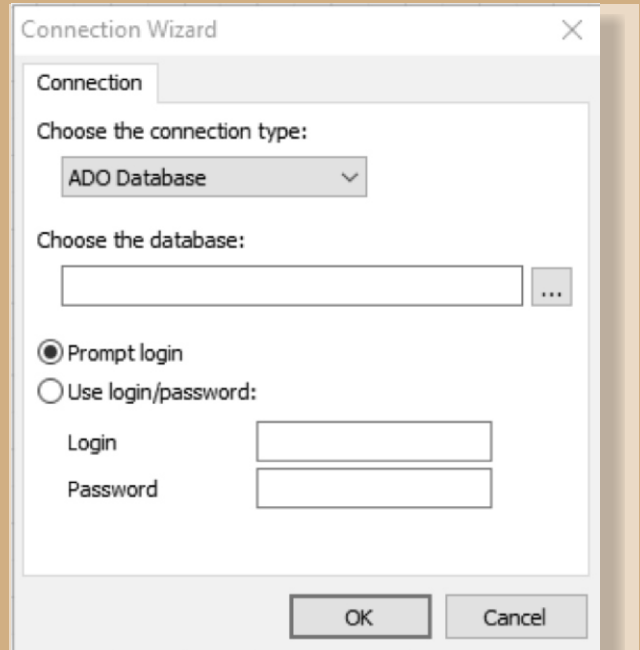 Connection Wizard
Connection
Choose the connection type:
ADO Database
Choose the database:
...
Prompt login
Use login/password:
Login
Password
OK Cancel